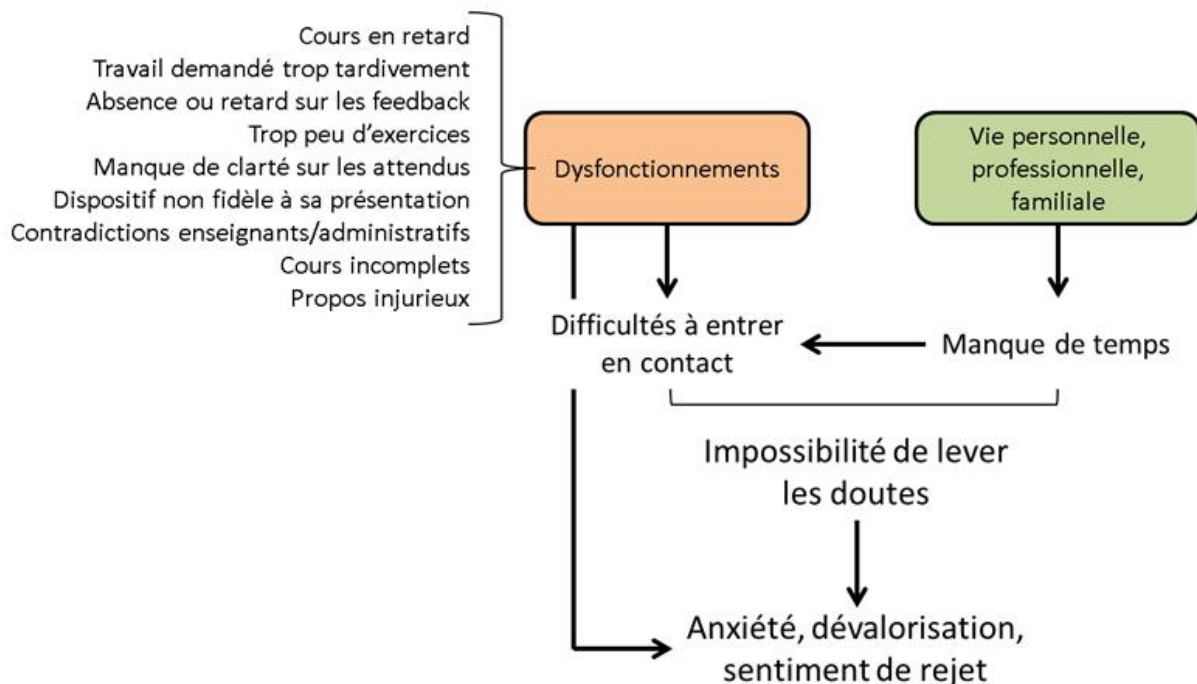 Cours en retard
Travail demandé trop tardivement
Absence ou retard sur les feedback
Trop peu d'exercices
Manque de clarté sur les attendus
Dispositif non fidèle à sa présentation
Contradictions enseignants/administratifs
Cours incomplets
Propos injurieux
Dysfonctionnements
Vie personnelle,
professionnelle,
familiale
Difficultés à entrer
en contact
Manque de temps
Impossibilité de lever
les doutes
Anxiété, dévalorisation,
sentiment de rejet